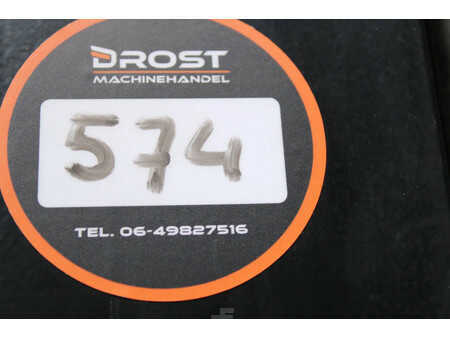 DROST
MACHINEHANDEL
574
TEL. 06-49827516